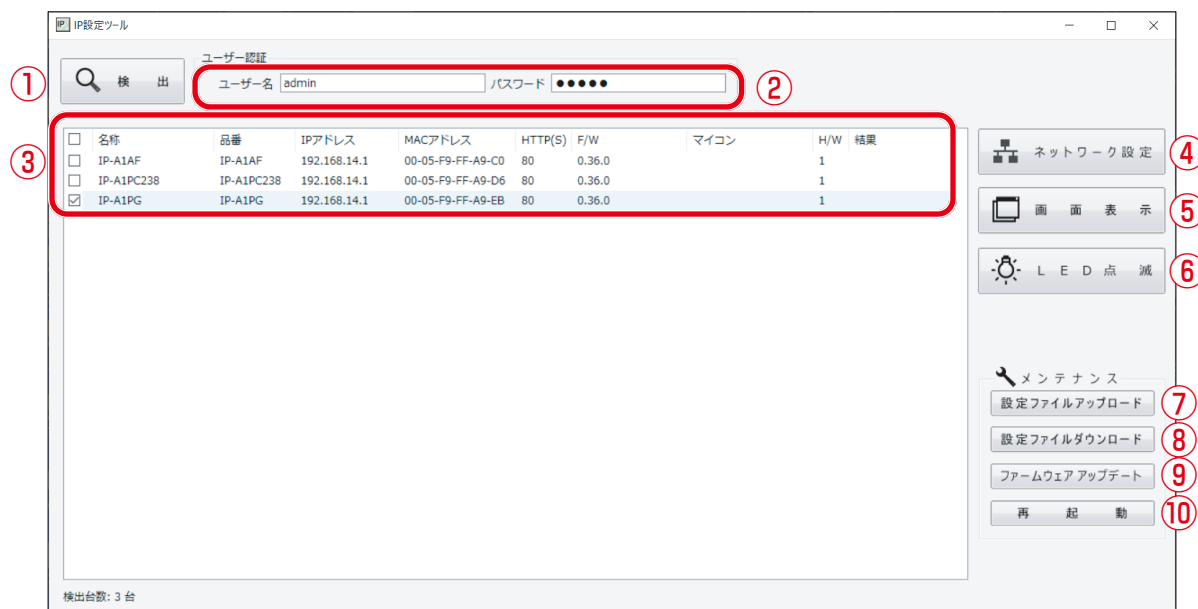 IP IP設定ツール
ユーザー認証
① 検 出 ユーザー名 admin パスワード ●●●●● ②
③
名称 品番 IPアドレス MACアドレス HTTP(S) F/W マイコン H/W 結果
IP-A1AF IP-A1AF 192.168.14.1 00-05-F9-FF-A9-C0 80 0.36.0 1
IP-A1PC238 IP-A1PC238 192.168.14.1 00-05-F9-FF-A9-D6 80 0.36.0 1
IP-A1PG IP-A1PG 192.168.14.1 00-05-F9-FF-A9-EB 80 0.36.0 1
ネットワーク設定 ④
画 面 表 示 ⑤
L E D 点 滅 ⑥
メンテナンス
設定ファイルアップロード ⑦
設定ファイルダウンロード ⑧
ファームウェア アップデート ⑨
再 起 動 ⑩
検出台数: 3 台